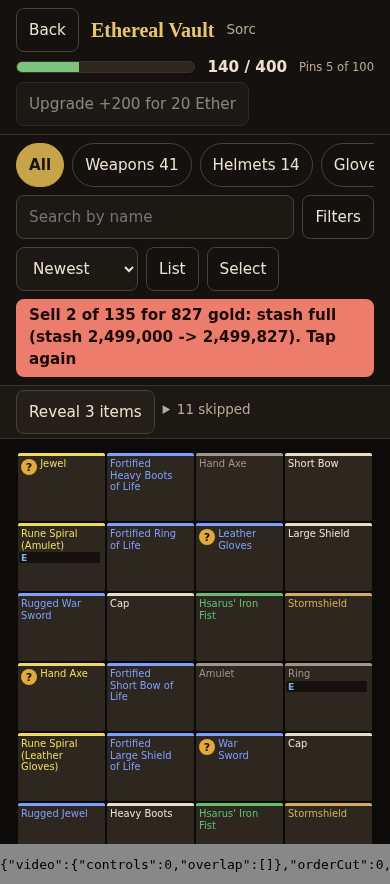 Back Ethereal Vault Sorc
140 / 400 Pins 5 of 100
Upgrade +200 for 20 Ether
All Weapons 41 Helmets 14 Glove
Search by name Filters
Newest List Select
Sell 2 of 135 for 827 gold: stash full
(stash 2,499,000 -> 2,499,827). Tap
again
Reveal 3 items ▶ 11 skipped
? Jewel
Fortified
Heavy Boots
of Life
Hand Axe
Short Bow
Rune Spiral
(Amulet)
E
Fortified Ring
of Life
? Leather
Gloves
Large Shield
Rugged War
Sword
Cap
Hsarus' Iron
Fist
Stormshield
? Hand Axe
Fortified
Short Bow of
Life
Amulet
Ring
E
Rune Spiral
(Leather
Gloves)
Fortified
Large Shield
of Life
? War
Sword
Cap
Rugged Jewel
Heavy Boots
Hsarus' Iron
Fist
Stormshield
{"video":{"controls":0,"overlap":[]},"orderCut":0,